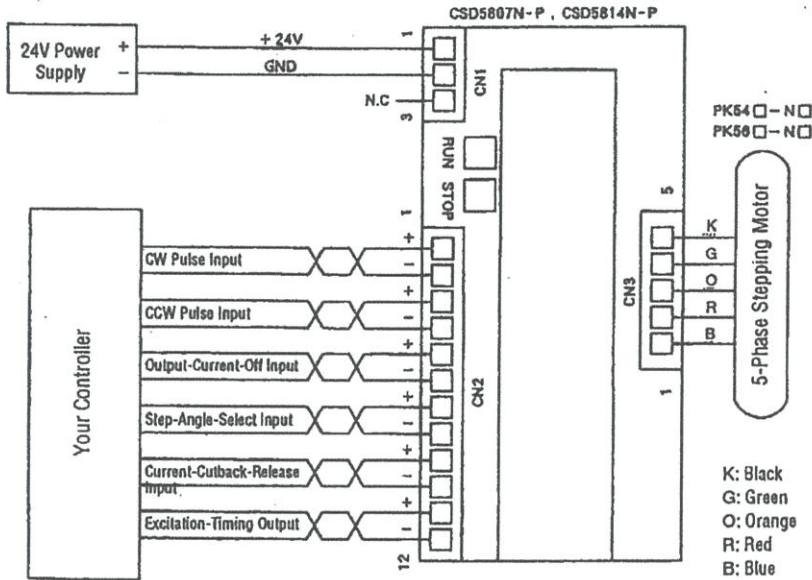 CSD5807N-P , CSD5814N-P
24V Power
Supply
+
−
+24V
GND
N.C
1
3
CN1
RUN
STOP
PK54□-N□
PK56□-N□
Your Controller
1
CW Pulse Input
+
−
CCW Pulse Input
+
−
Output-Current-Off Input
+
−
Step-Angle-Select Input
+
−
Current-Cutback-Release
Input
+
−
Excitation-Timing Output
+
−
12
CN2
5
K
G
O
R
B
CN3
1
5-Phase Stepping Motor
K: Black
G: Green
O: Orange
R: Red
B: Blue